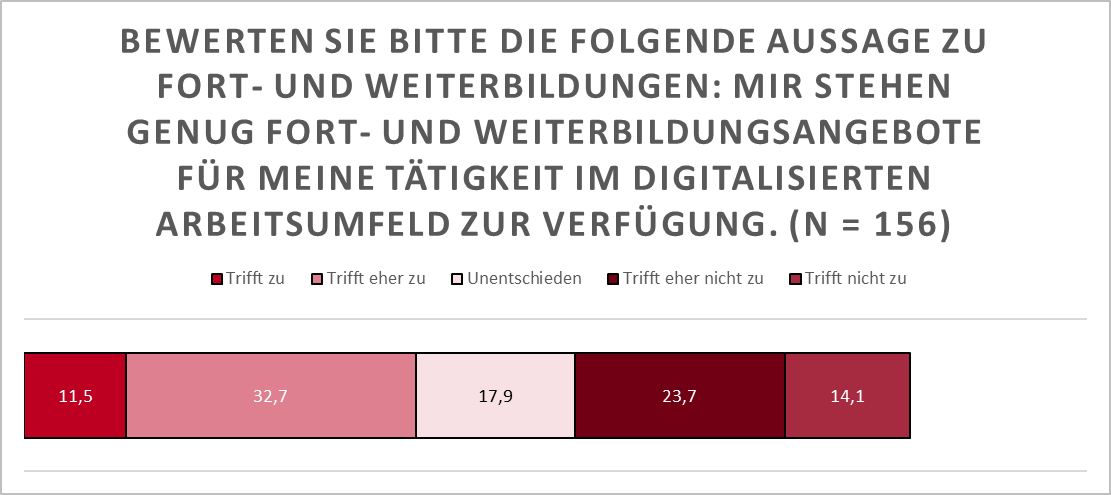 BEWERTEN SIE BITTE DIE FOLGENDE AUSSAGE ZU
FORT- UND WEITERBILDUNGEN: MIR STEHEN
GENUG FORT- UND WEITERBILDUNGSANGEBOTE
FÜR MEINE TÄTIGKEIT IM DIGITALISIERTEN
ARBEITSUMFELD ZUR VERFÜGUNG. (N = 156)
Trifft zu Trifft eher zu Unentschieden Trifft eher nicht zu Trifft nicht zu
11,5 32,7 17,9 23,7 14,1